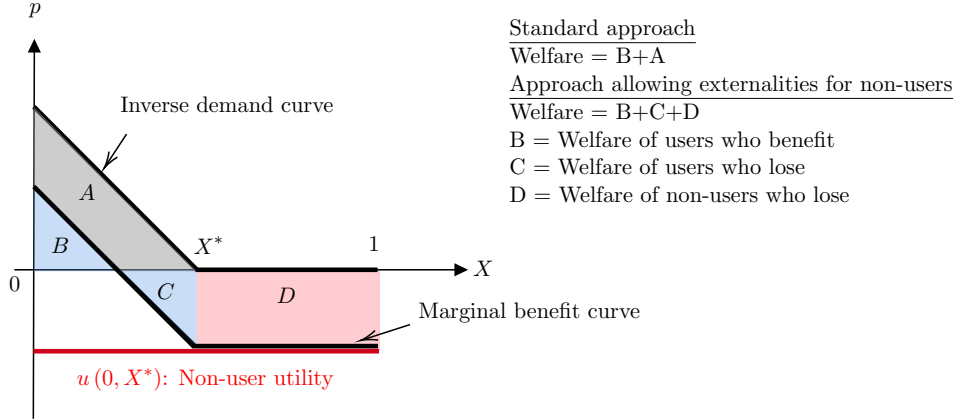 p
Standard approach
Welfare = B+A
Approach allowing externalities for non-users
Welfare = B+C+D
B = Welfare of users who benefit
C = Welfare of users who lose
D = Welfare of non-users who lose
Inverse demand curve
A
B
X*
1
X
0
C
D
Marginal benefit curve
u (0, X*): Non-user utility